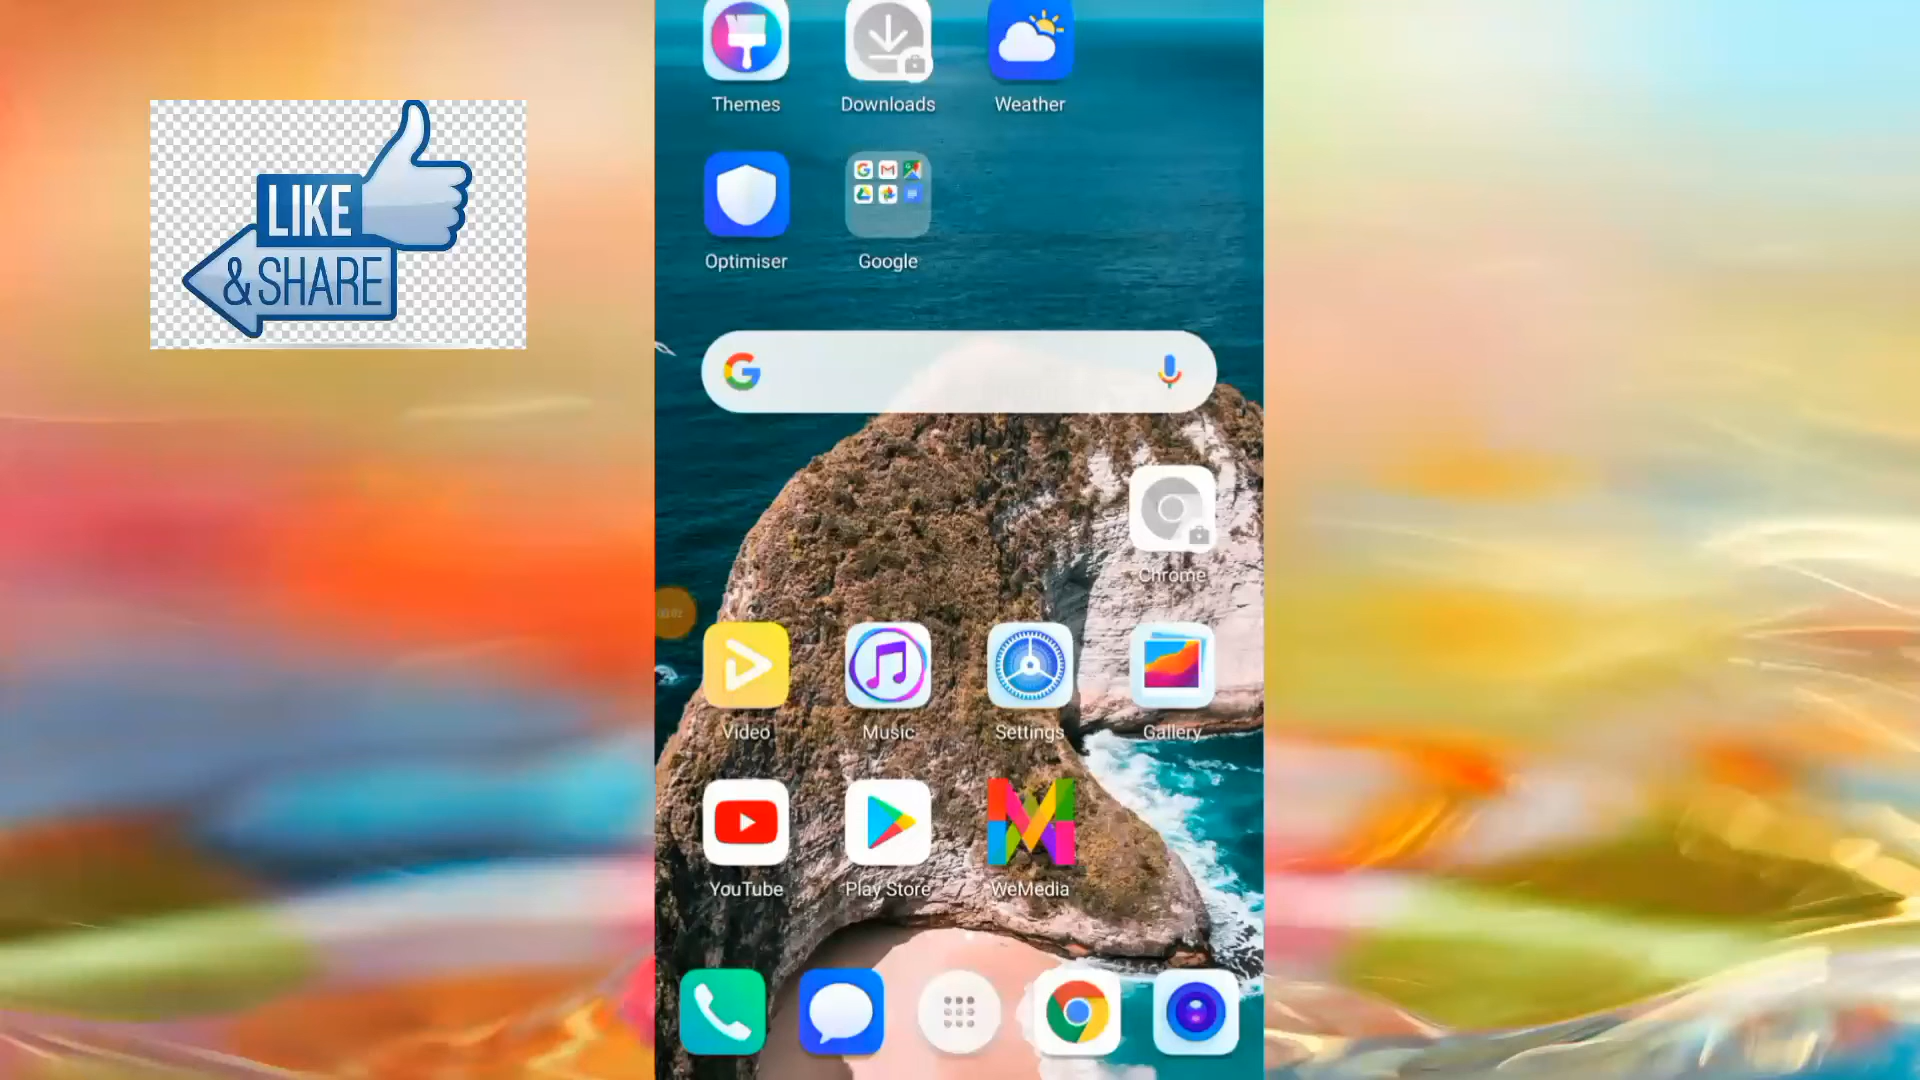 LIKE
& SHARE
Themes
Downloads
Weather
Optimiser
Google
Chrome
Video
Music
Settings
Gallery
YouTube
Play Store
WeMedia